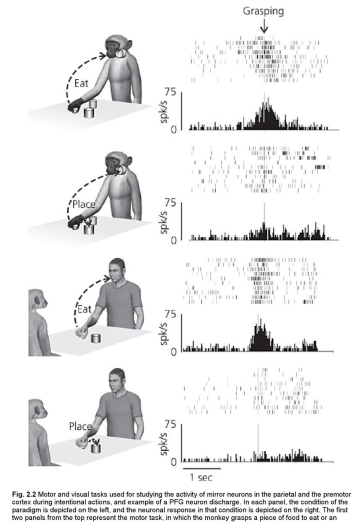 Grasping
Eat
75
spk/s
0
Place
75
spk/s
0
Eat
75
spk/s
0
Place
75
spk/s
0
1 sec
Fig. 2.2 Motor and visual tasks used for studying the activity of mirror neurons in the parietal and the premotor
cortex during intentional actions, and example of a PFG neuron discharge. In each panel, the condition of the
paradigm is depicted on the left, and the neuronal response in that condition is depicted on the right. The first
two panels from the top represent the motor task, in which the monkey grasps a piece of food to eat or an